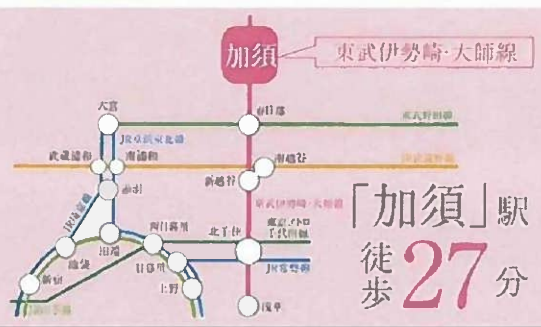 加須
東武伊勢崎・大師線
大宮
春日部
東武野田線
JR京浜東北線
武蔵浦和
南浦和
南越谷
新越谷
赤羽
JR埼京線
東武伊勢崎・大師線
「加須」駅
徒歩27分
北千住
東京メトロ
千代田線
西日暮里
池袋
田端
日暮里
JR常磐線
新宿
上野
浅草